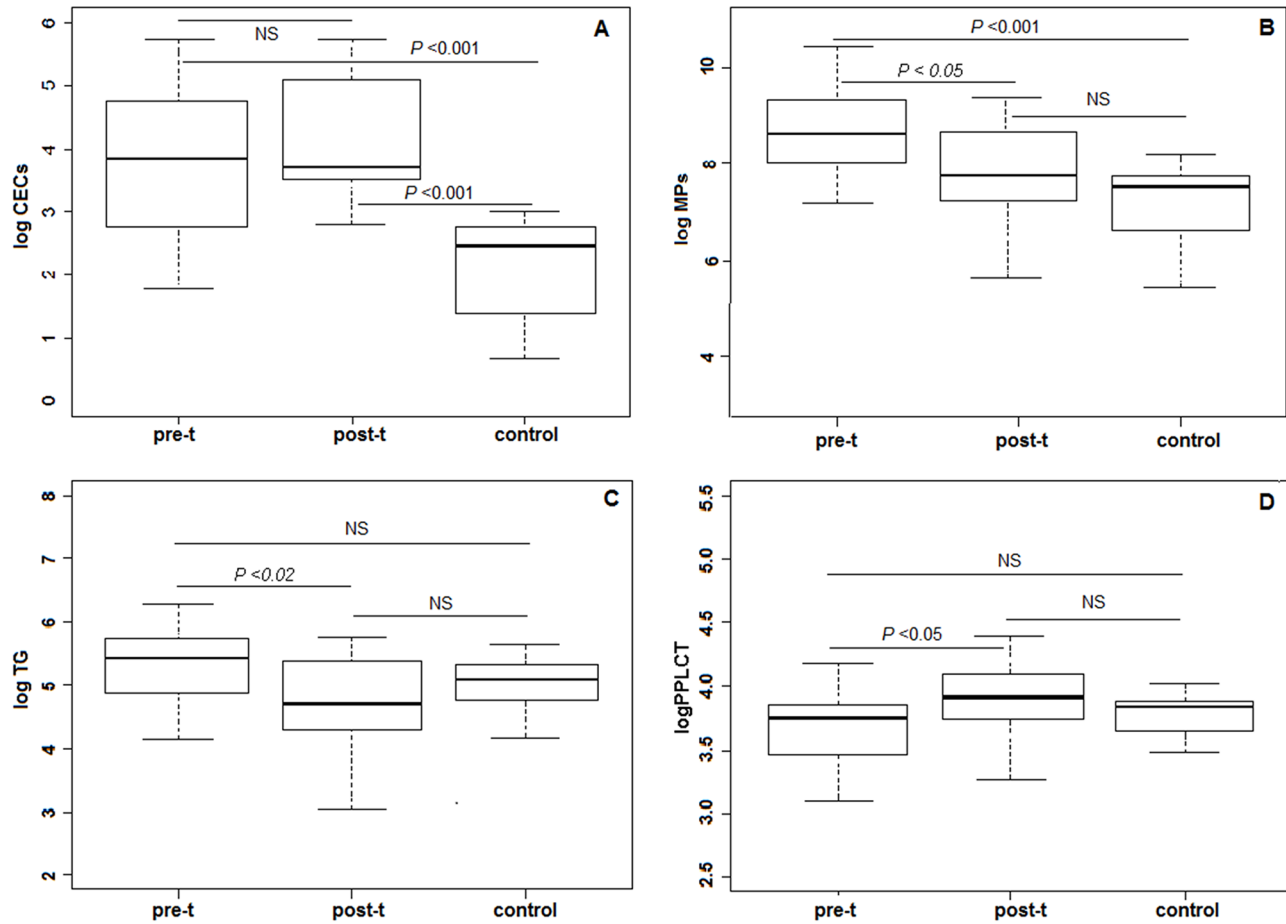 A
6
5
4
3
2
1
0
log CECs
NS
P <0.001
P <0.001
pre-t
post-t
control
B
10
8
6
4
log MPs
P <0.001
P < 0.05
NS
pre-t
post-t
control
C
8
7
6
5
4
3
2
log TG
NS
P <0.02
NS
pre-t
post-t
control
D
5.5
5.0
4.5
4.0
3.5
3.0
2.5
logPPLCT
NS
NS
P <0.05
pre-t
post-t
control